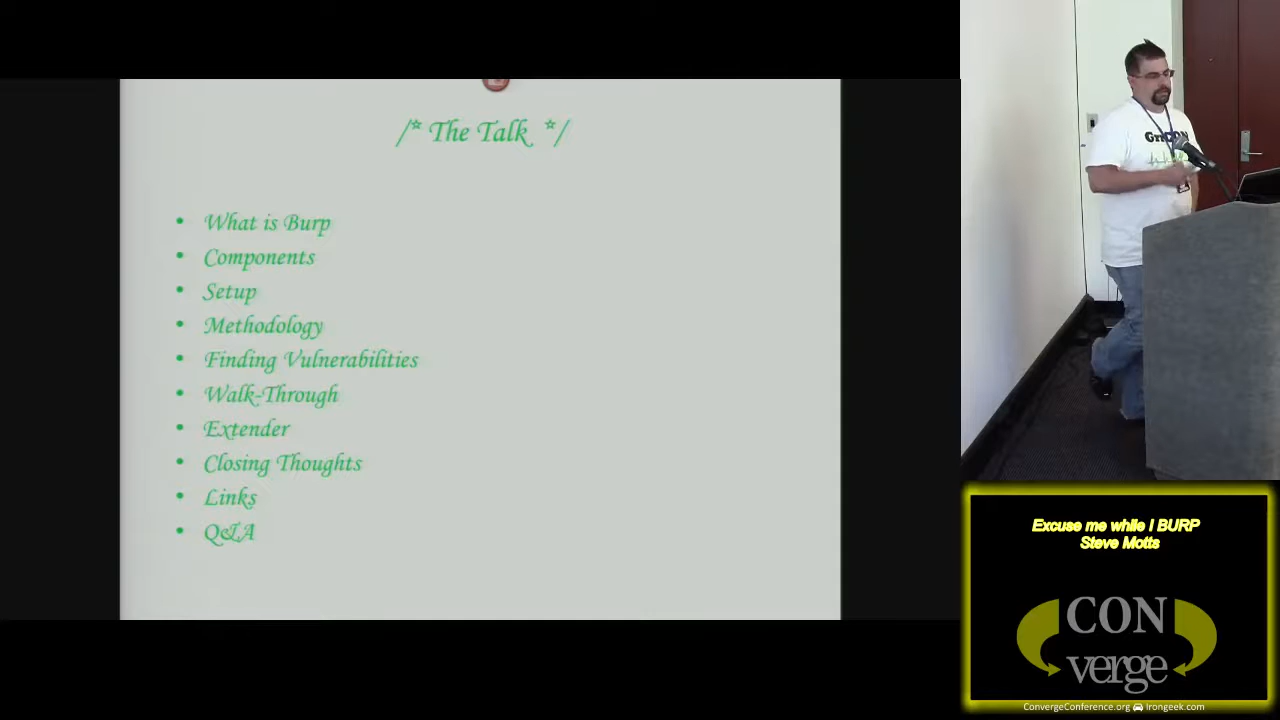 /* The Talk */
• What is Burp
• Components
• Setup
• Methodology
• Finding Vulnerabilities
• Walk-Through
• Extender
• Closing Thoughts
• Links
• Q&A
Excuse me while I BURP
Steve Motts
CON
verge
ConvergeConference.org Irongeek.com